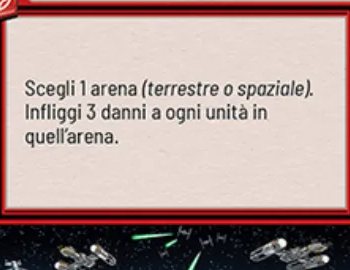 Scegli 1 arena (terrestre o spaziale).
Infliggi 3 danni a ogni unità in
quell'arena.